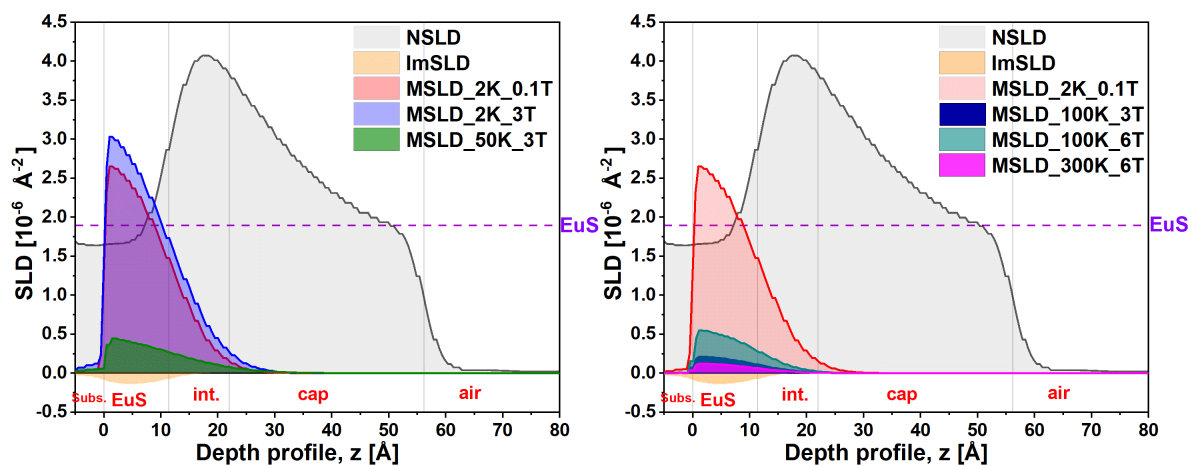 4.5
4.0
3.5
3.0
2.5
2.0
1.5
1.0
0.5
0.0
-0.5
SLD [10⁻⁶ Å⁻²]
NSLD
ImSLD
MSLD_2K_0.1T
MSLD_2K_3T
MSLD_50K_3T
EuS
Subs. EuS int. cap air
0 10 20 30 40 50 60 70 80
Depth profile, z [Å]
4.5
4.0
3.5
3.0
2.5
2.0
1.5
1.0
0.5
0.0
-0.5
SLD [10⁻⁶ Å⁻²]
NSLD
ImSLD
MSLD_2K_0.1T
MSLD_100K_3T
MSLD_100K_6T
MSLD_300K_6T
EuS
Subs. EuS int. cap air
0 10 20 30 40 50 60 70 80
Depth profile, z [Å]